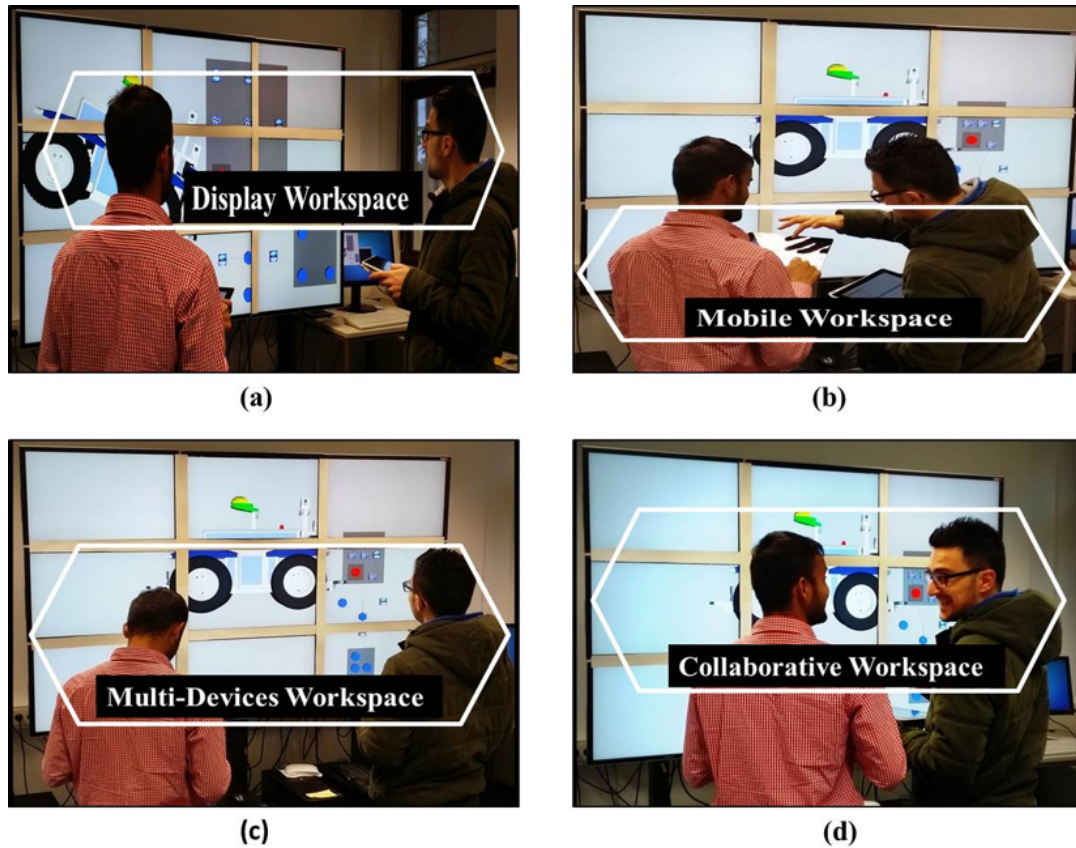 Display Workspace
(a)
Mobile Workspace
(b)
Multi-Devices Workspace
(c)
Collaborative Workspace
(d)